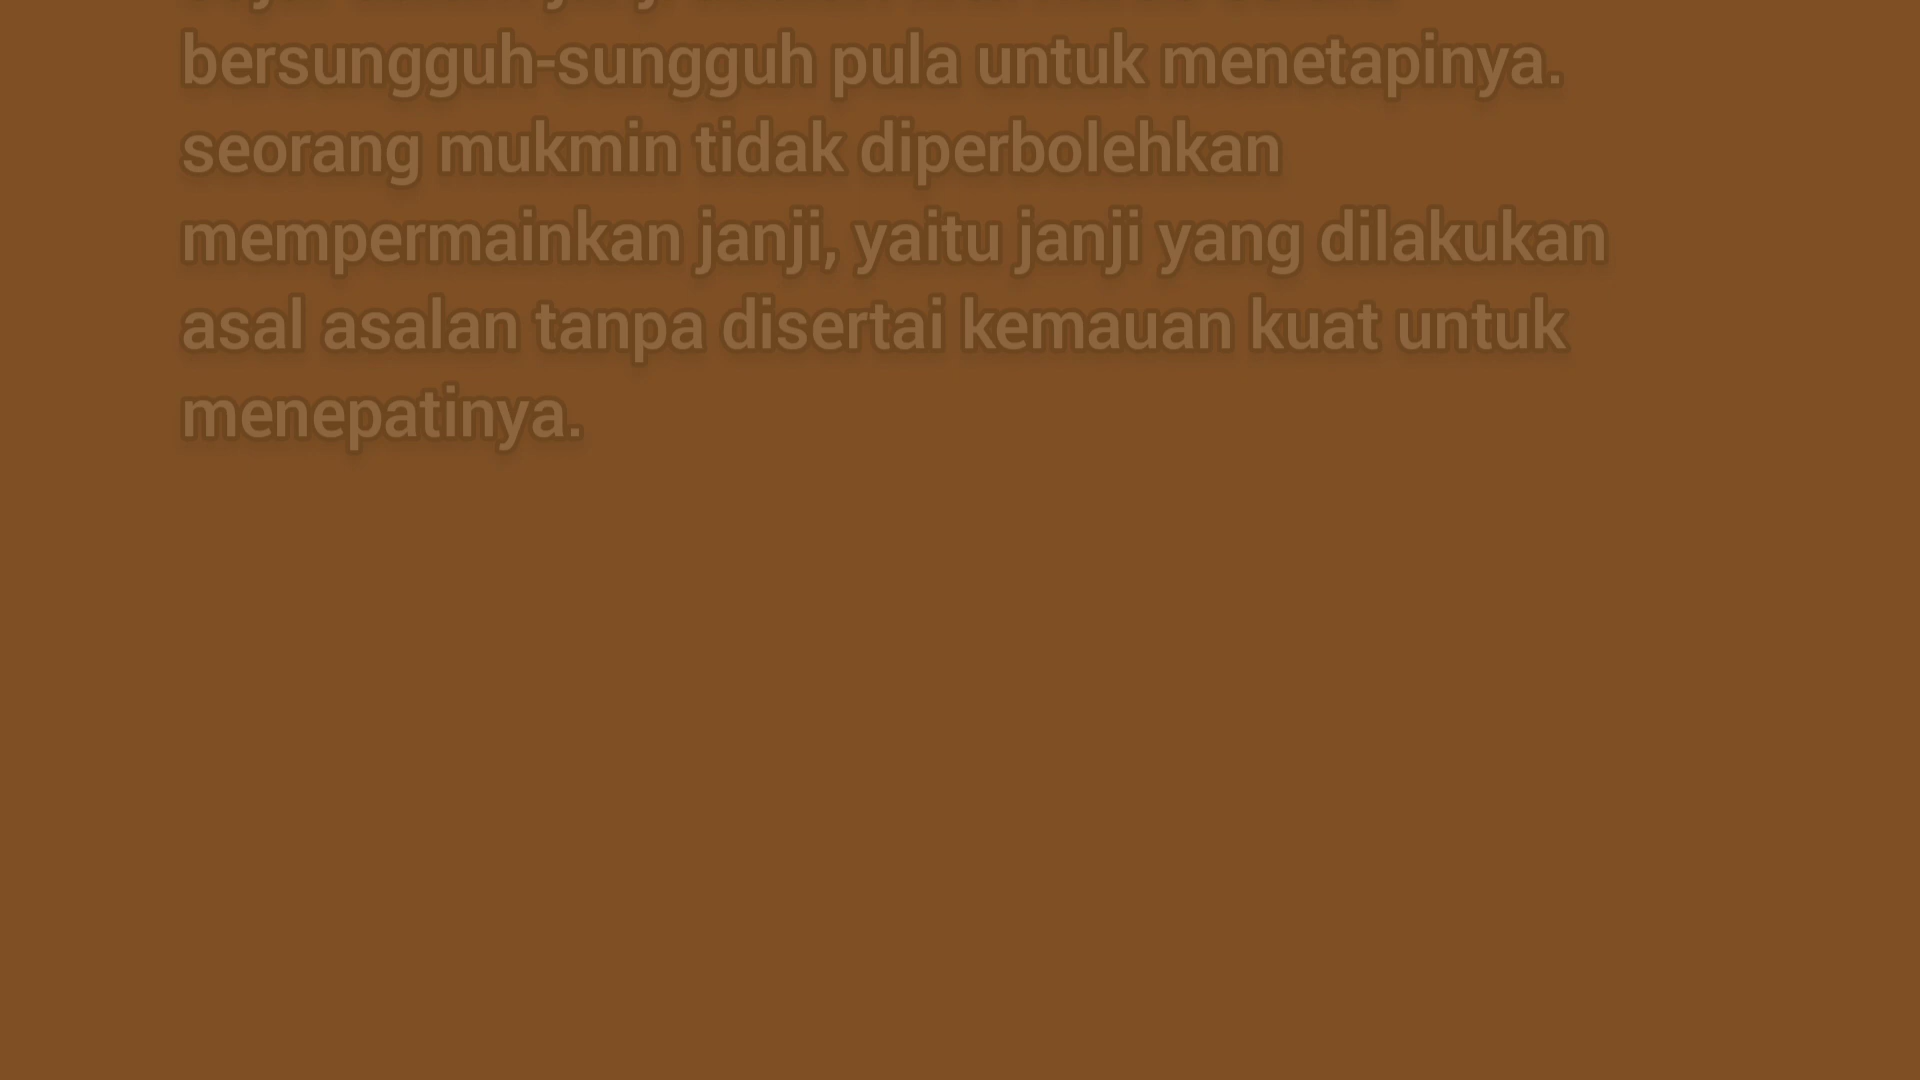 bersungguh-sungguh pula untuk menetapinya.
seorang mukmin tidak diperbolehkan
mempermainkan janji, yaitu janji yang dilakukan
asal asalan tanpa disertai kemauan kuat untuk
menepatinya.